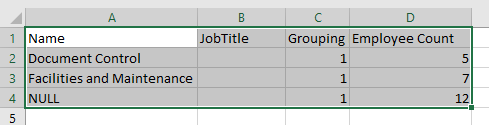 A B C D
1 Name JobTitle Grouping Employee Count
2 Document Control 1 5
3 Facilities and Maintenance 1 7
4 NULL 1 12
5